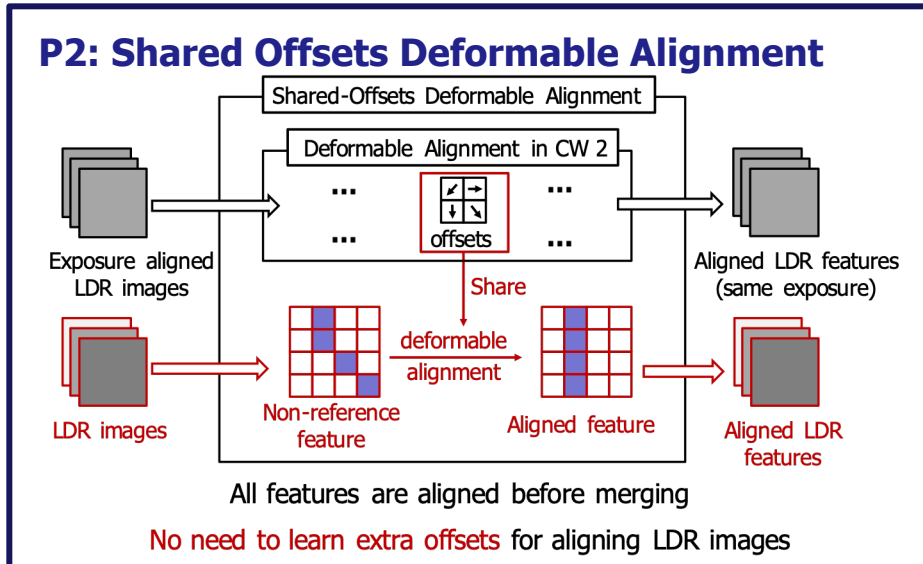 P2: Shared Offsets Deformable Alignment
Shared-Offsets Deformable Alignment
Deformable Alignment in CW 2
...
...
offsets
...
...
Exposure aligned
LDR images
Aligned LDR features
(same exposure)
Share
deformable
alignment
LDR images
Non-reference
feature
Aligned feature
Aligned LDR
features
All features are aligned before merging
No need to learn extra offsets for aligning LDR images